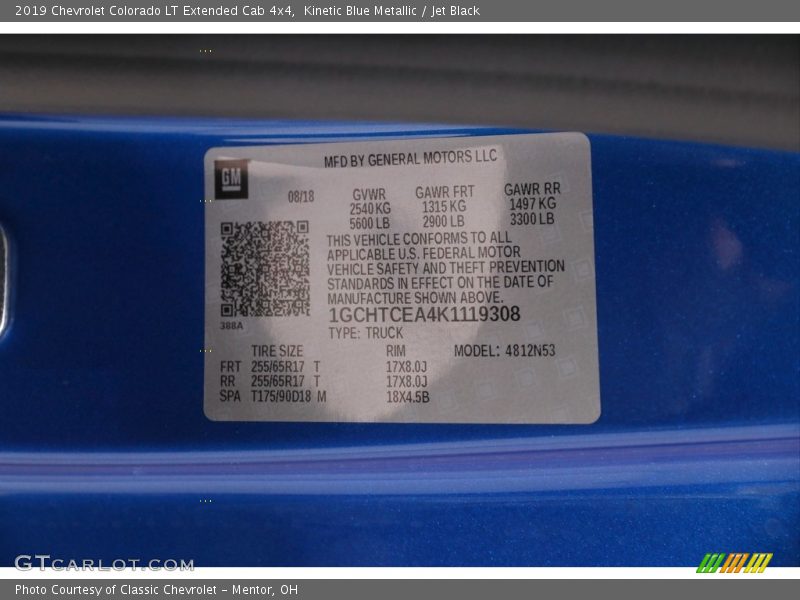 2019 Chevrolet Colorado LT Extended Cab 4x4, Kinetic Blue Metallic / Jet Black
MFD BY GENERAL MOTORS LLC
GM
08/18 GVWR GAWR FRT GAWR RR
2540 KG 1315 KG 1497 KG
5600 LB 2900 LB 3300 LB
THIS VEHICLE CONFORMS TO ALL
APPLICABLE U.S. FEDERAL MOTOR
VEHICLE SAFETY AND THEFT PREVENTION
STANDARDS IN EFFECT ON THE DATE OF
MANUFACTURE SHOWN ABOVE.
1GCHTCEA4K1119308
388A
TYPE: TRUCK
TIRE SIZE RIM MODEL: 4812N53
FRT 255/65R17 T 17X8.0J
RR 255/65R17 T 17X8.0J
SPA T175/90D18 M 18X4.5B
GTCARLOT.COM
Photo Courtesy of Classic Chevrolet - Mentor, OH